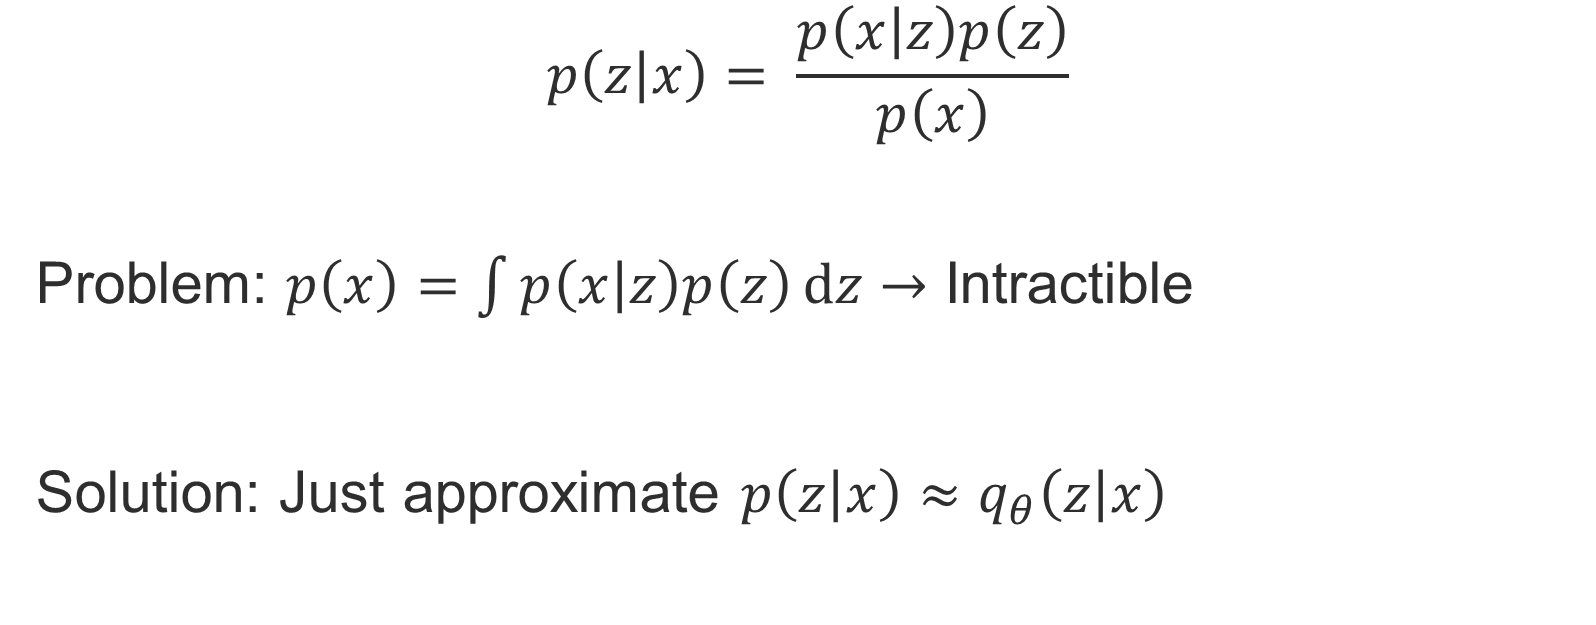 p(z|x) = p(x|z)p(z) / p(x)
Problem: p(x) = ∫ p(x|z)p(z) dz → Intractible
Solution: Just approximate p(z|x) ≈ q_θ(z|x)